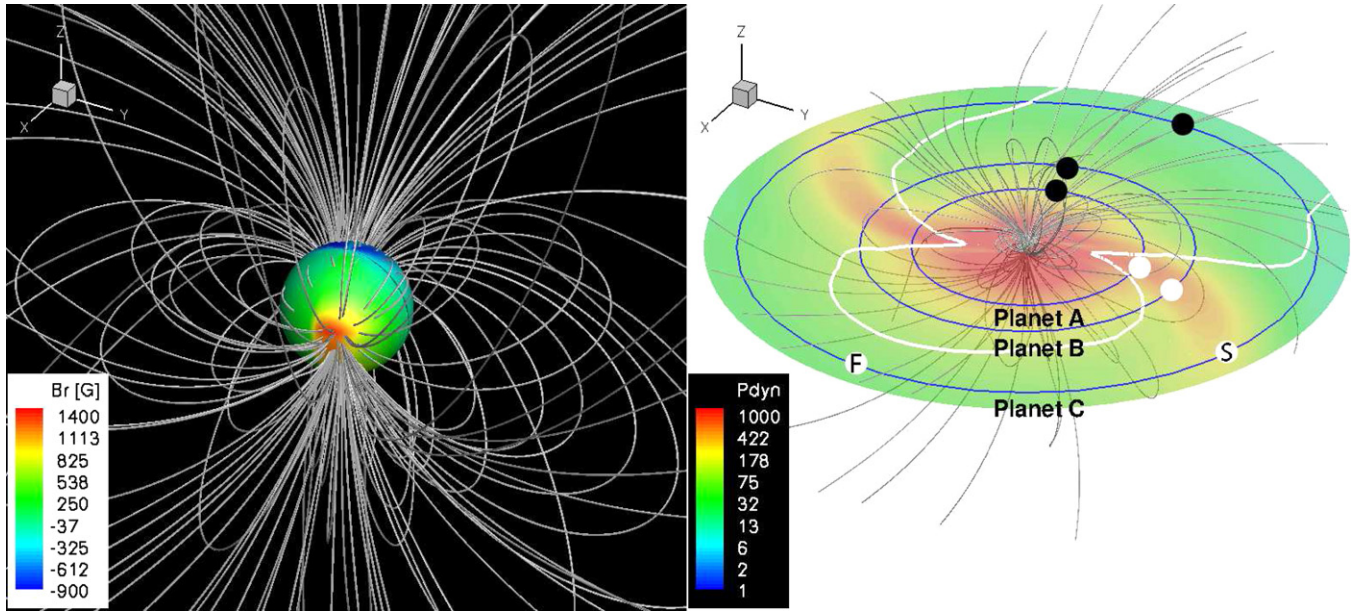 Z
X
Y
Br [G]
1400
1113
825
538
250
-37
-325
-612
-900
Z
X
Y
Planet A
Planet B
F
S
Planet C
Pdyn
1000
422
178
75
32
13
6
2
1